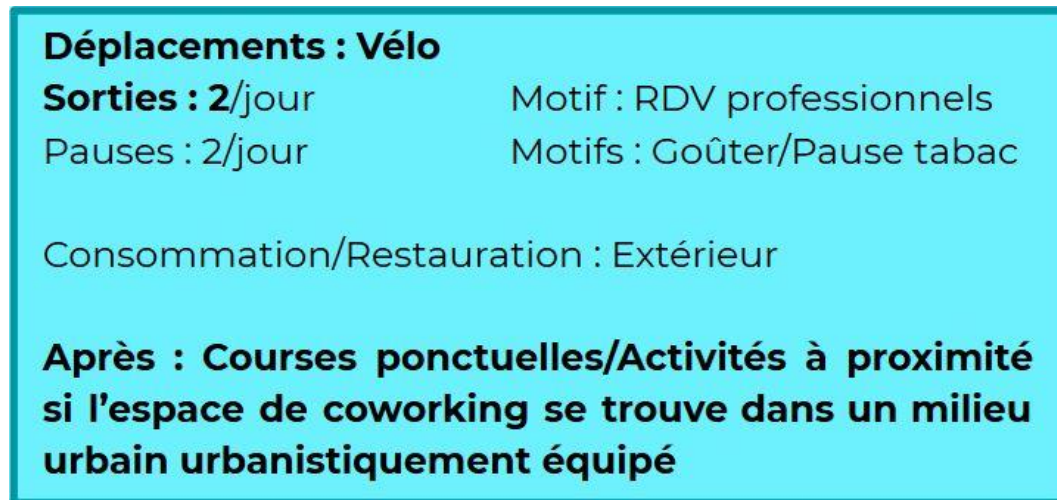 Déplacements : Vélo
Sorties : 2/jour Motif : RDV professionnels
Pauses : 2/jour Motifs : Goûter/Pause tabac
Consommation/Restauration : Extérieur
Après : Courses ponctuelles/Activités à proximité
si l’espace de coworking se trouve dans un milieu
urbain urbanistiquement équipé